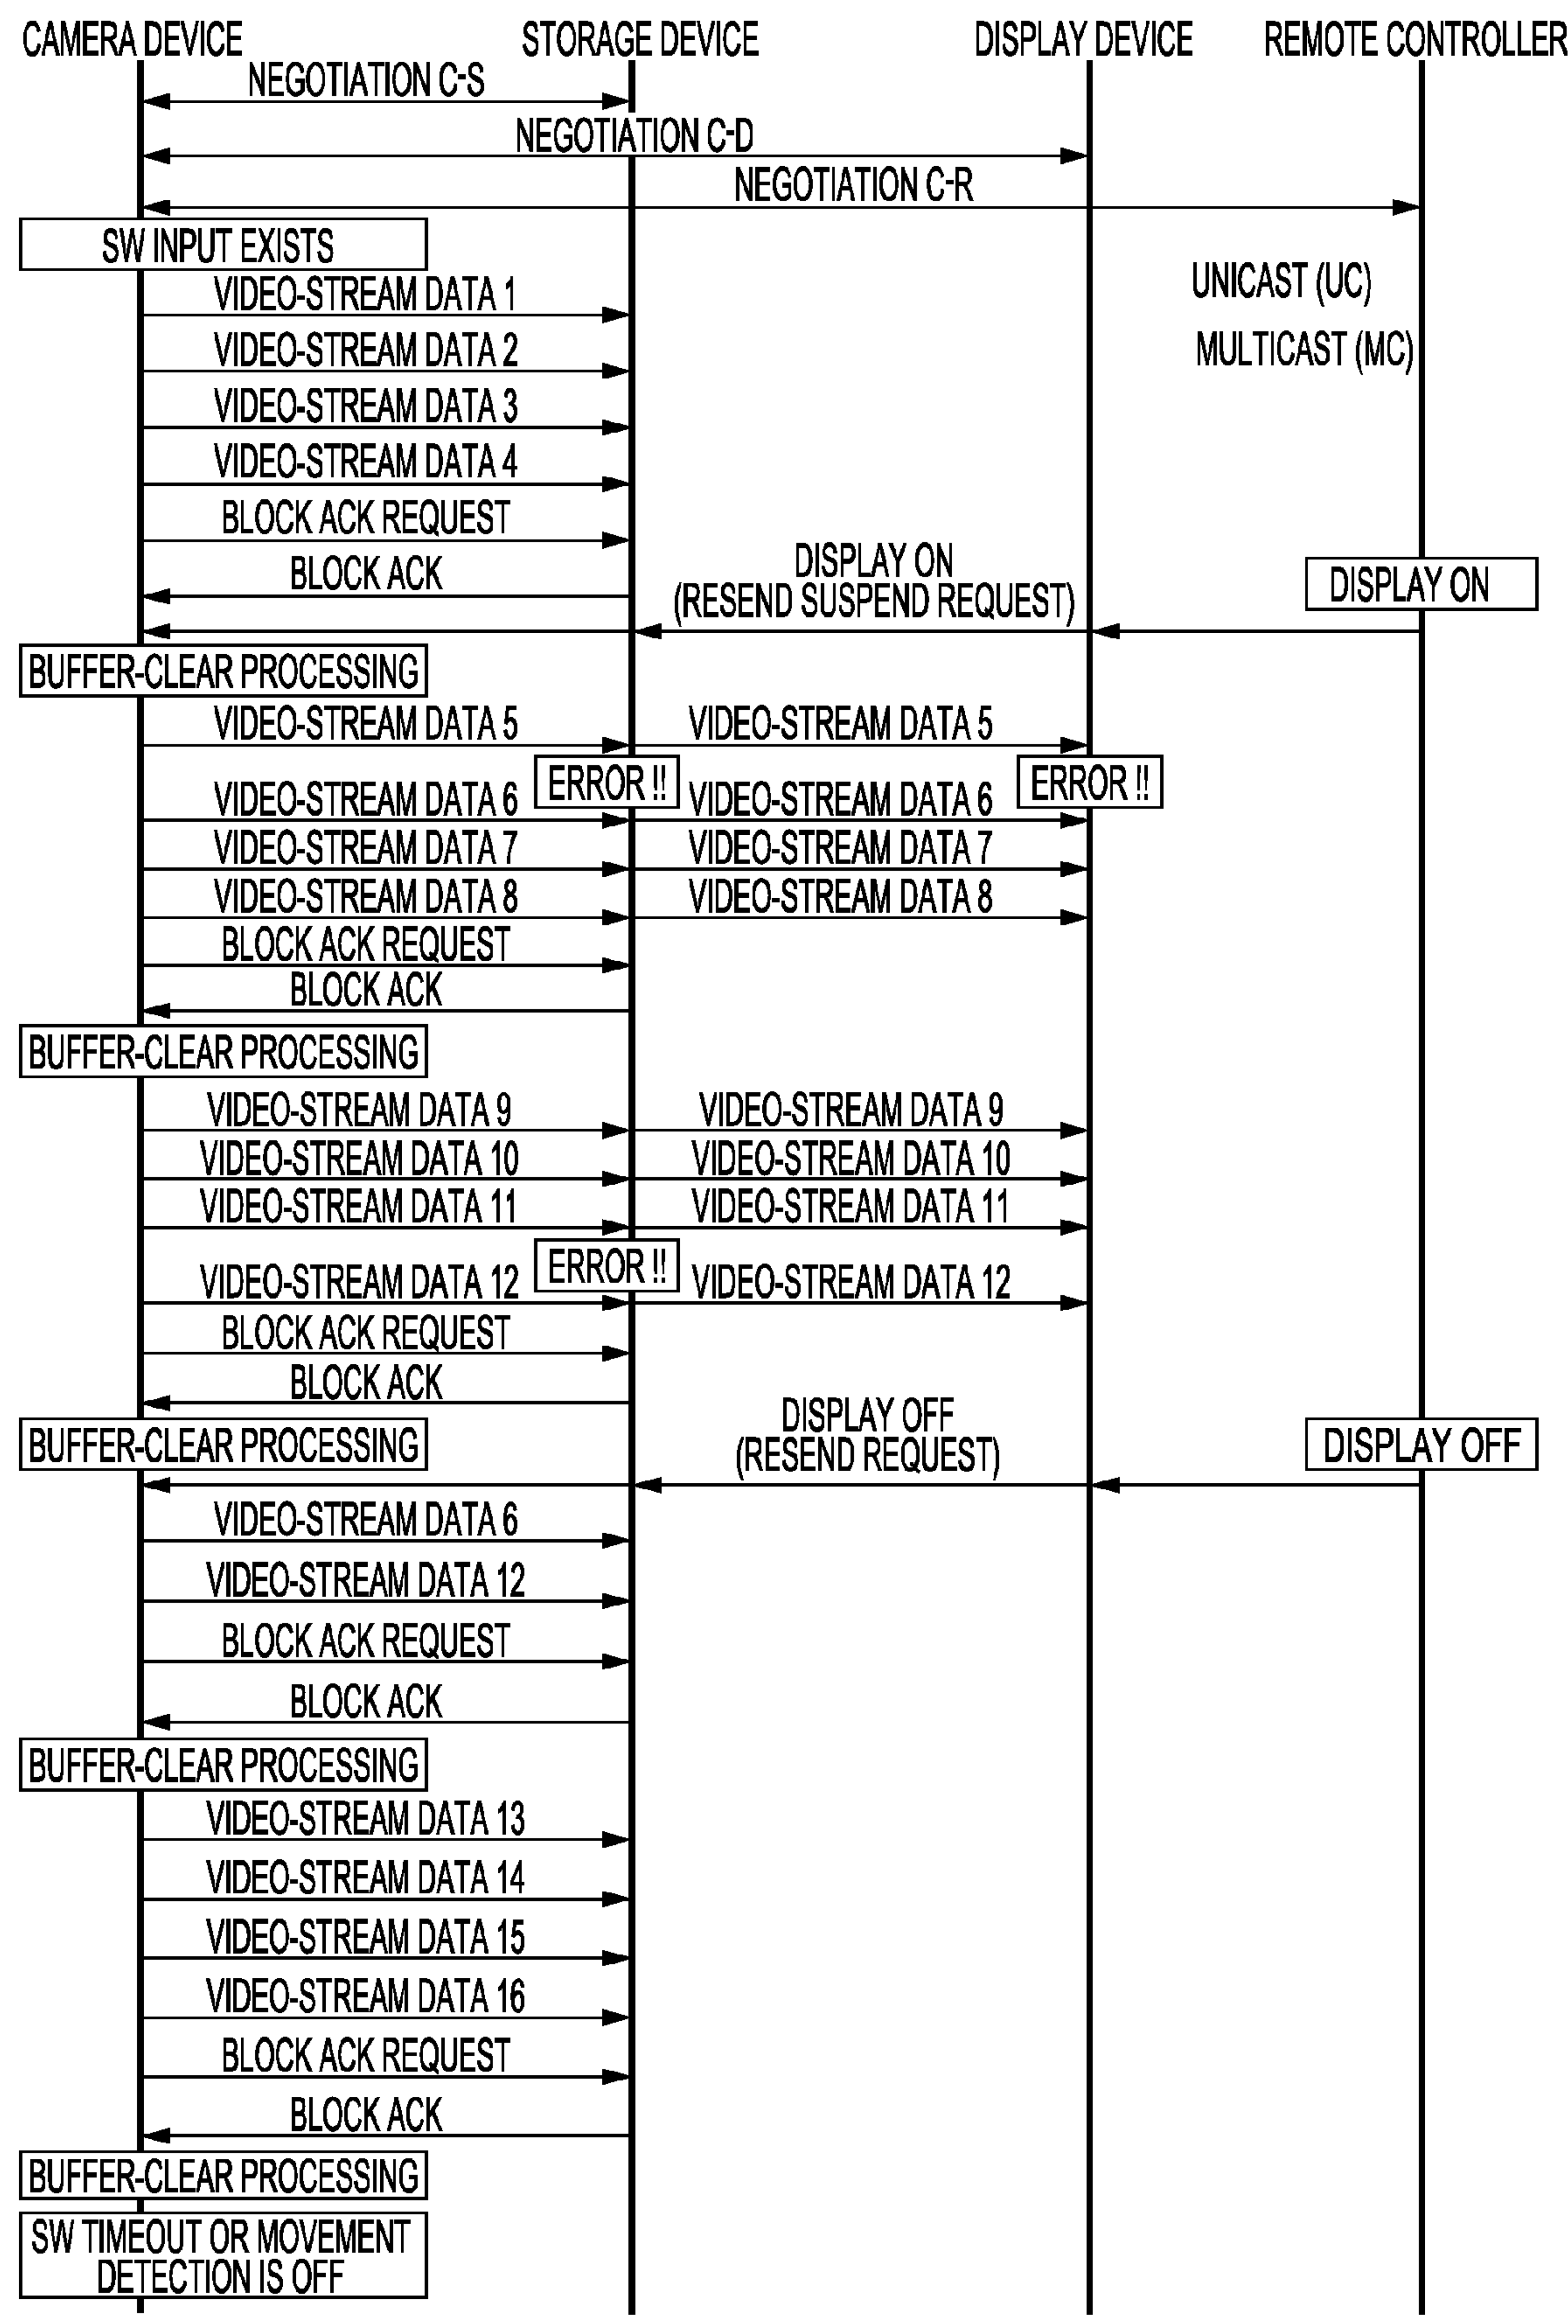 CAMERA DEVICE STORAGE DEVICE DISPLAY DEVICE REMOTE CONTROLLER
NEGOTIATION C-S
NEGOTIATION C-D
NEGOTIATION C-R
SW INPUT EXISTS
UNICAST (UC)
VIDEO-STREAM DATA 1
VIDEO-STREAM DATA 2
MULTICAST (MC)
VIDEO-STREAM DATA 3
VIDEO-STREAM DATA 4
BLOCK ACK REQUEST
BLOCK ACK
DISPLAY ON
(RESEND SUSPEND REQUEST)
DISPLAY ON
BUFFER-CLEAR PROCESSING
VIDEO-STREAM DATA 5 VIDEO-STREAM DATA 5
ERROR !! ERROR !!
VIDEO-STREAM DATA 6 VIDEO-STREAM DATA 6
VIDEO-STREAM DATA 7 VIDEO-STREAM DATA 7
VIDEO-STREAM DATA 8 VIDEO-STREAM DATA 8
BLOCK ACK REQUEST
BLOCK ACK
BUFFER-CLEAR PROCESSING
VIDEO-STREAM DATA 9 VIDEO-STREAM DATA 9
VIDEO-STREAM DATA 10 VIDEO-STREAM DATA 10
VIDEO-STREAM DATA 11 VIDEO-STREAM DATA 11
ERROR !!
VIDEO-STREAM DATA 12 VIDEO-STREAM DATA 12
BLOCK ACK REQUEST
BLOCK ACK
BUFFER-CLEAR PROCESSING
DISPLAY OFF
(RESEND REQUEST)
DISPLAY OFF
VIDEO-STREAM DATA 6
VIDEO-STREAM DATA 12
BLOCK ACK REQUEST
BLOCK ACK
BUFFER-CLEAR PROCESSING
VIDEO-STREAM DATA 13
VIDEO-STREAM DATA 14
VIDEO-STREAM DATA 15
VIDEO-STREAM DATA 16
BLOCK ACK REQUEST
BLOCK ACK
BUFFER-CLEAR PROCESSING
SW TIMEOUT OR MOVEMENT
DETECTION IS OFF